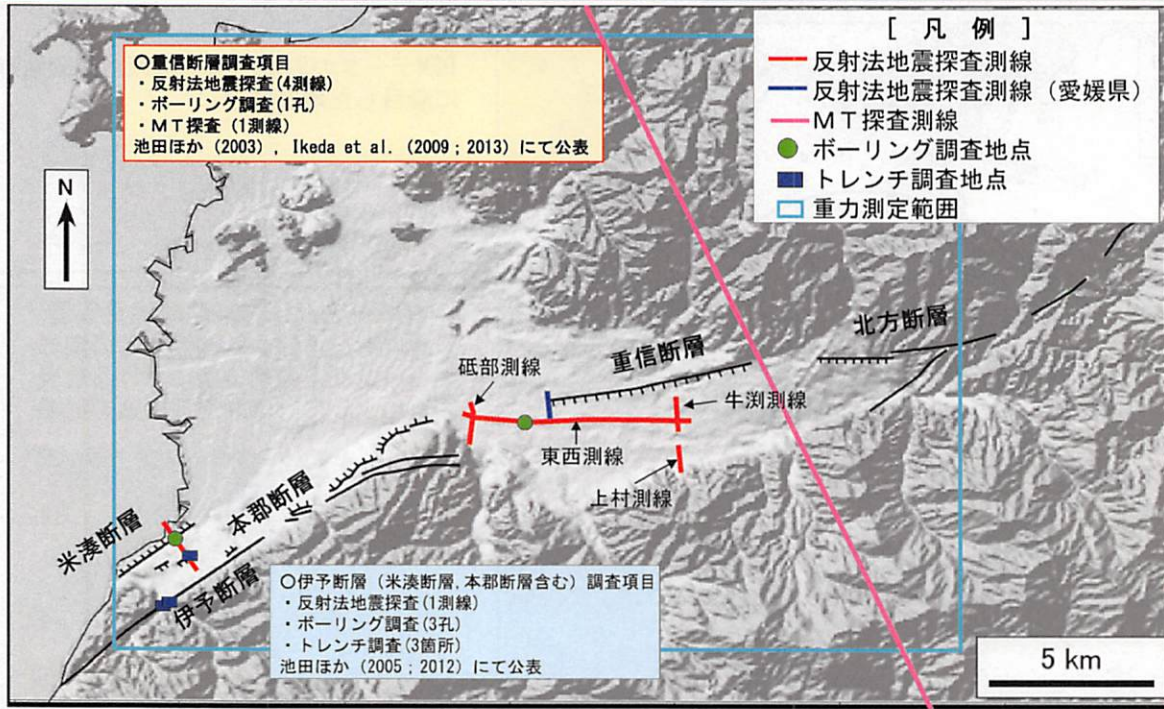 ○重信断層調査項目
・反射法地震探査(4測線)
・ボーリング調査(1孔)
・MT探査 (1測線)
池田ほか (2003) , Ikeda et al. (2009 ; 2013) にて公表
[ 凡 例 ]
反射法地震探査測線
反射法地震探査測線 (愛媛県)
MT探査測線
ボーリング調査地点
トレンチ調査地点
重力測定範囲
N
北方断層
重信断層
砥部測線
牛渕測線
東西測線
上村測線
本郡断層
米湊断層
伊予断層
○伊予断層 (米湊断層, 本郡断層含む) 調査項目
・反射法地震探査(1測線)
・ボーリング調査(3孔)
・トレンチ調査(3箇所)
池田ほか (2005 ; 2012) にて公表
5 km